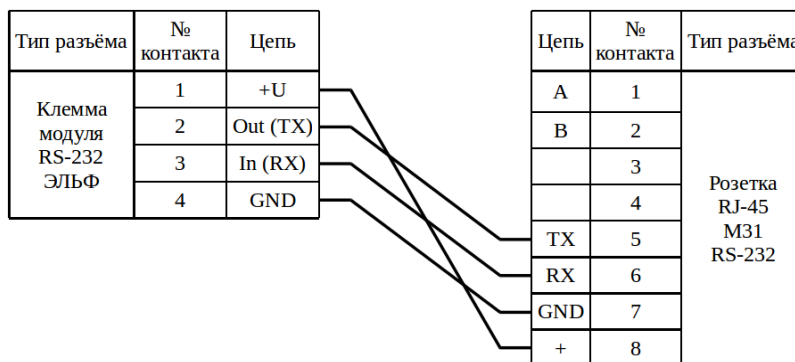 Тип разъёма
№ контакта
Цепь
Клемма
модуля
RS-232
ЭЛЬФ
1 +U
2 Out (TX)
3 In (RX)
4 GND
Цепь
№ контакта
Тип разъёма
A 1
B 2
3
4
TX 5
RX 6
GND 7
+ 8
Розетка
RJ-45
М31
RS-232